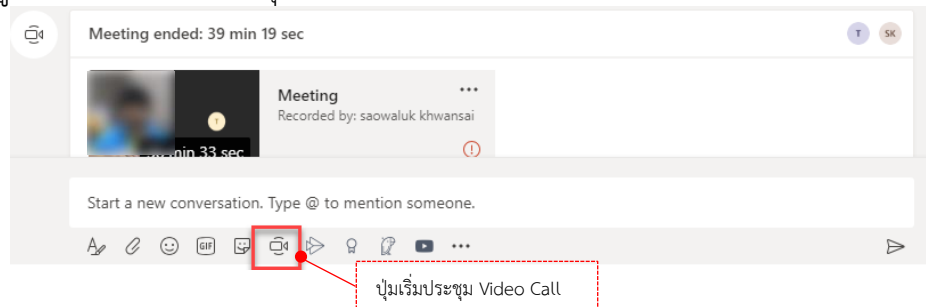 Meeting ended: 39 min 19 sec
T SK
Meeting
Recorded by: saowaluk khwansai
T
min 33 sec
Start a new conversation. Type @ to mention someone.
GIF
ปุ่มเริ่มประชุม Video Call